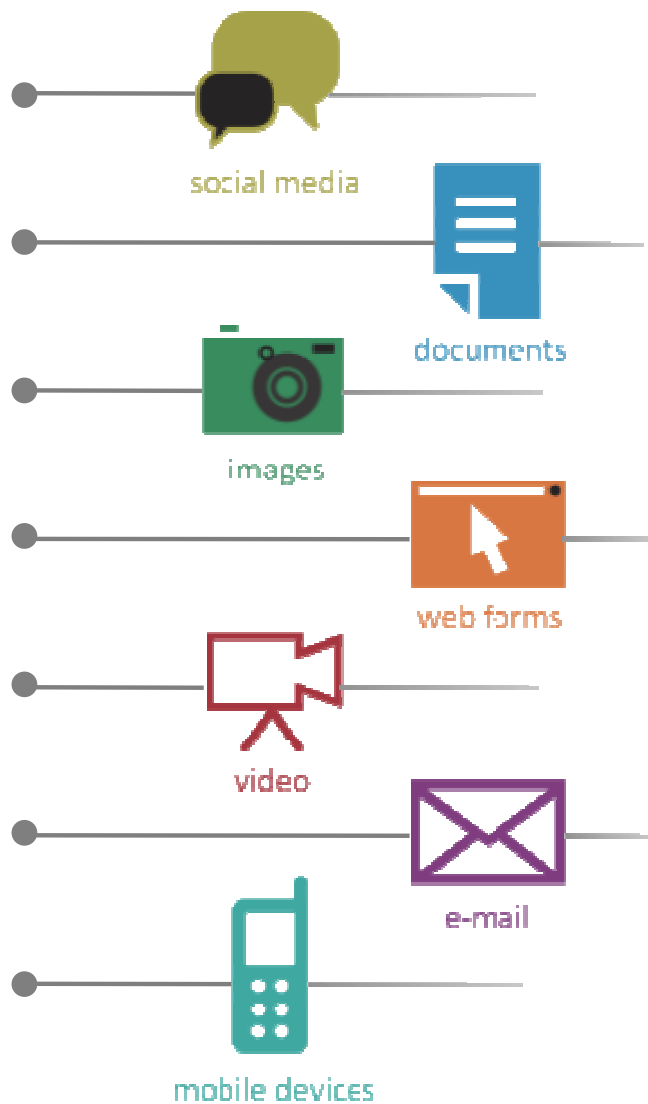 social media
documents
images
web forms
video
e-mail
mobile devices